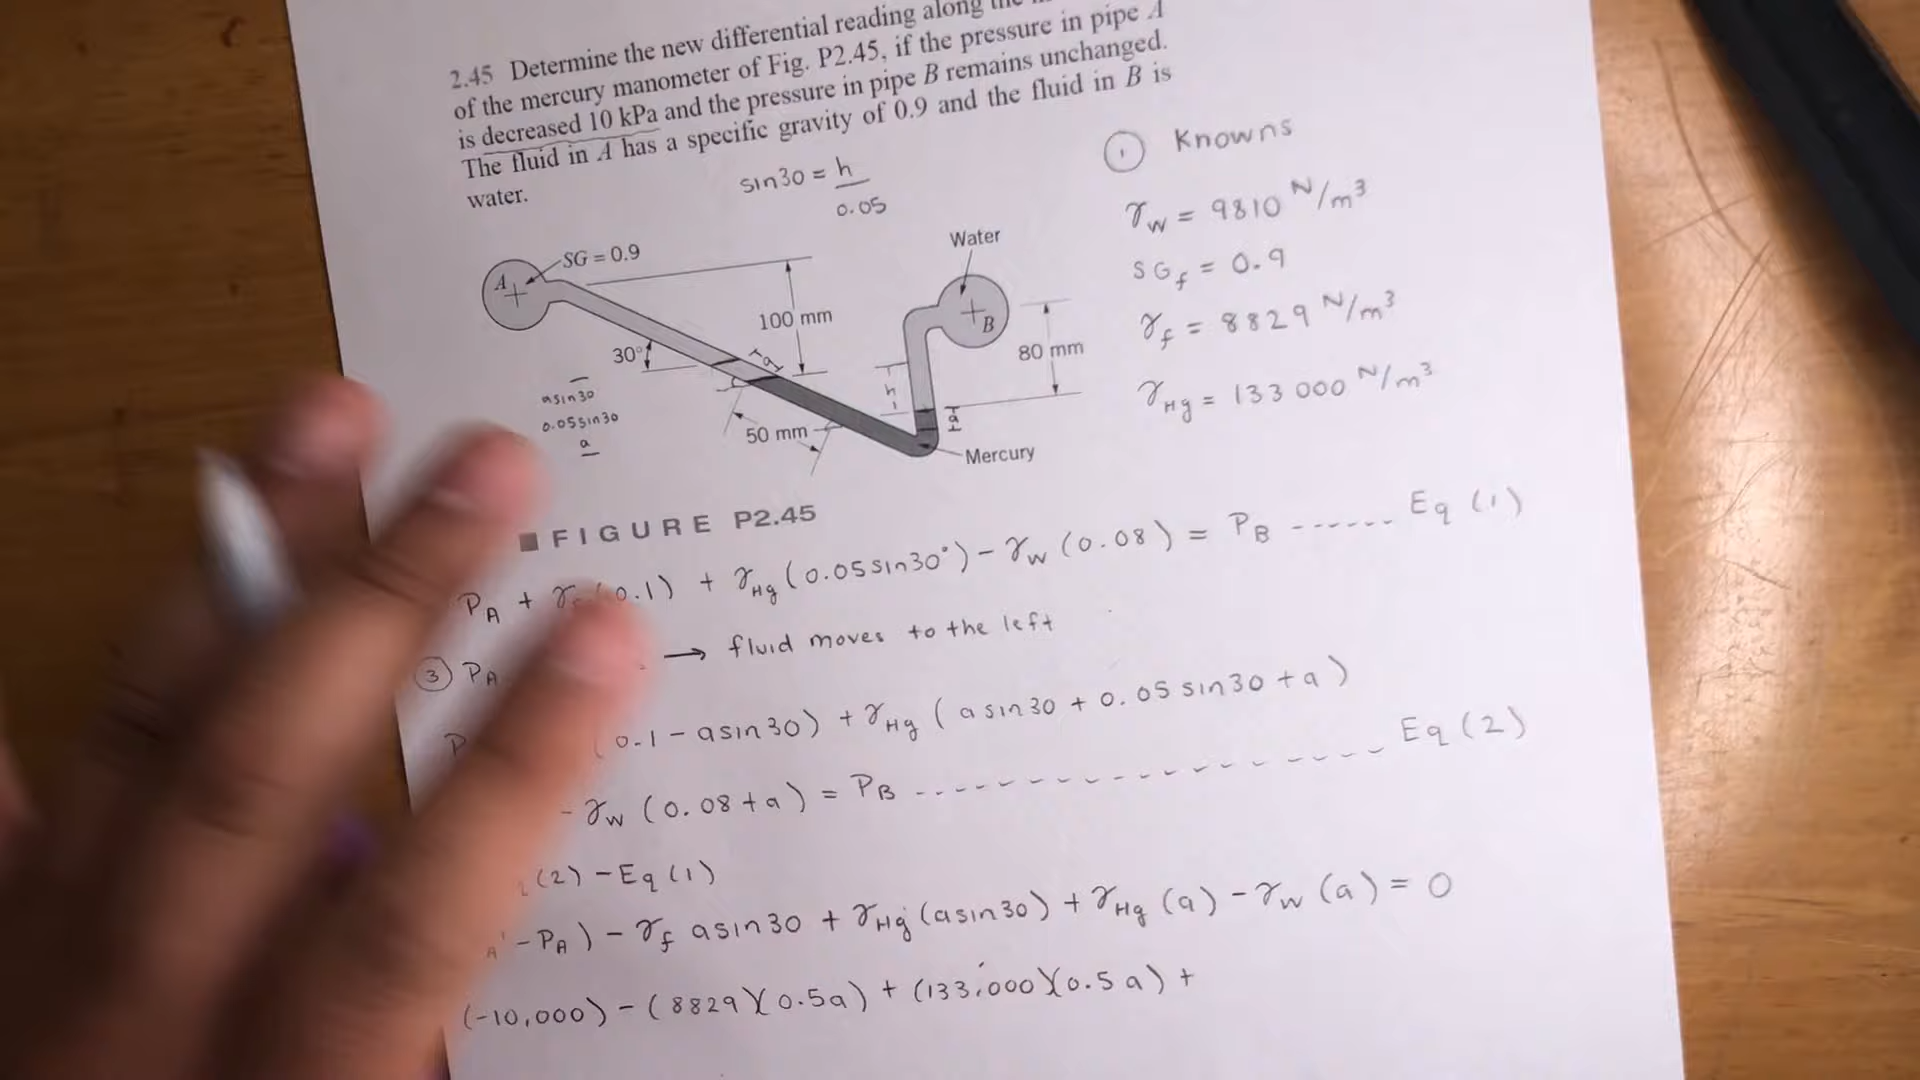 2.45 Determine the new differential reading along the
of the mercury manometer of Fig. P2.45, if the pressure in pipe A
is decreased 10 kPa and the pressure in pipe B remains unchanged.
The fluid in A has a specific gravity of 0.9 and the fluid in B is
water.
sin30 = h
0.05
① Knowns
γw = 9810 N/m³
SGf = 0.9
γf = 8829 N/m³
γHg = 133 000 N/m³
Water
SG = 0.9
A
B
100 mm
80 mm
30°
a
h
a
asin30
0.05sin30
a
50 mm
Mercury
FIGURE P2.45
PA + γ 0.1) + γHg (0.05sin30°) - γw (0.08) = PB ------ Eq (1)
③ PA → fluid moves to the left
P (0.1 - asin30) + γHg (asin30 + 0.05sin30 + a)
- γw (0.08 + a) = PB - - - - - - - - - - - - - - Eq (2)
(2) - Eq (1)
A' - PA) - γf asin30 + γHg (asin30) + γHg (a) - γw (a) = 0
(-10,000) - (8829)(0.5a) + (133,000)(0.5a) +